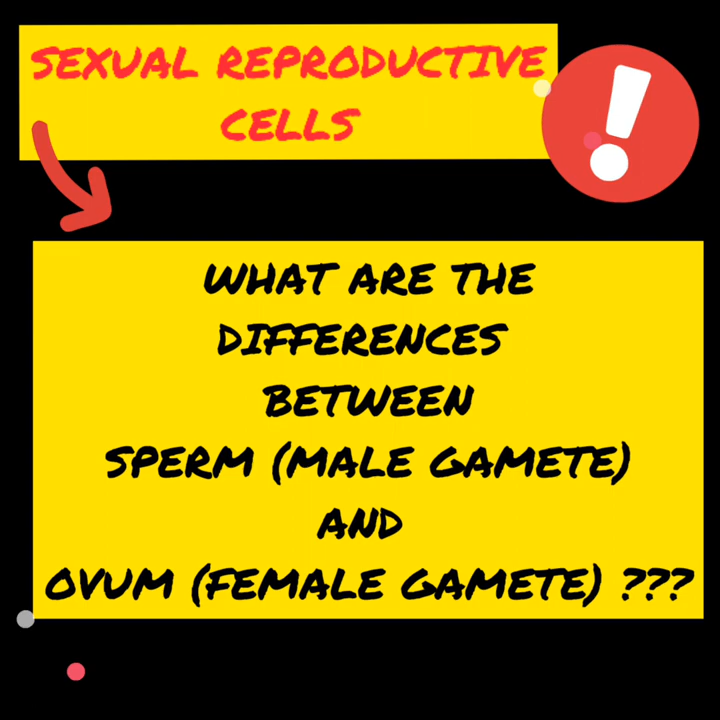 SEXUAL REPRODUCTIVE
CELLS
WHAT ARE THE
DIFFERENCES
BETWEEN
SPERM (MALE GAMETE)
AND
OVUM (FEMALE GAMETE) ???